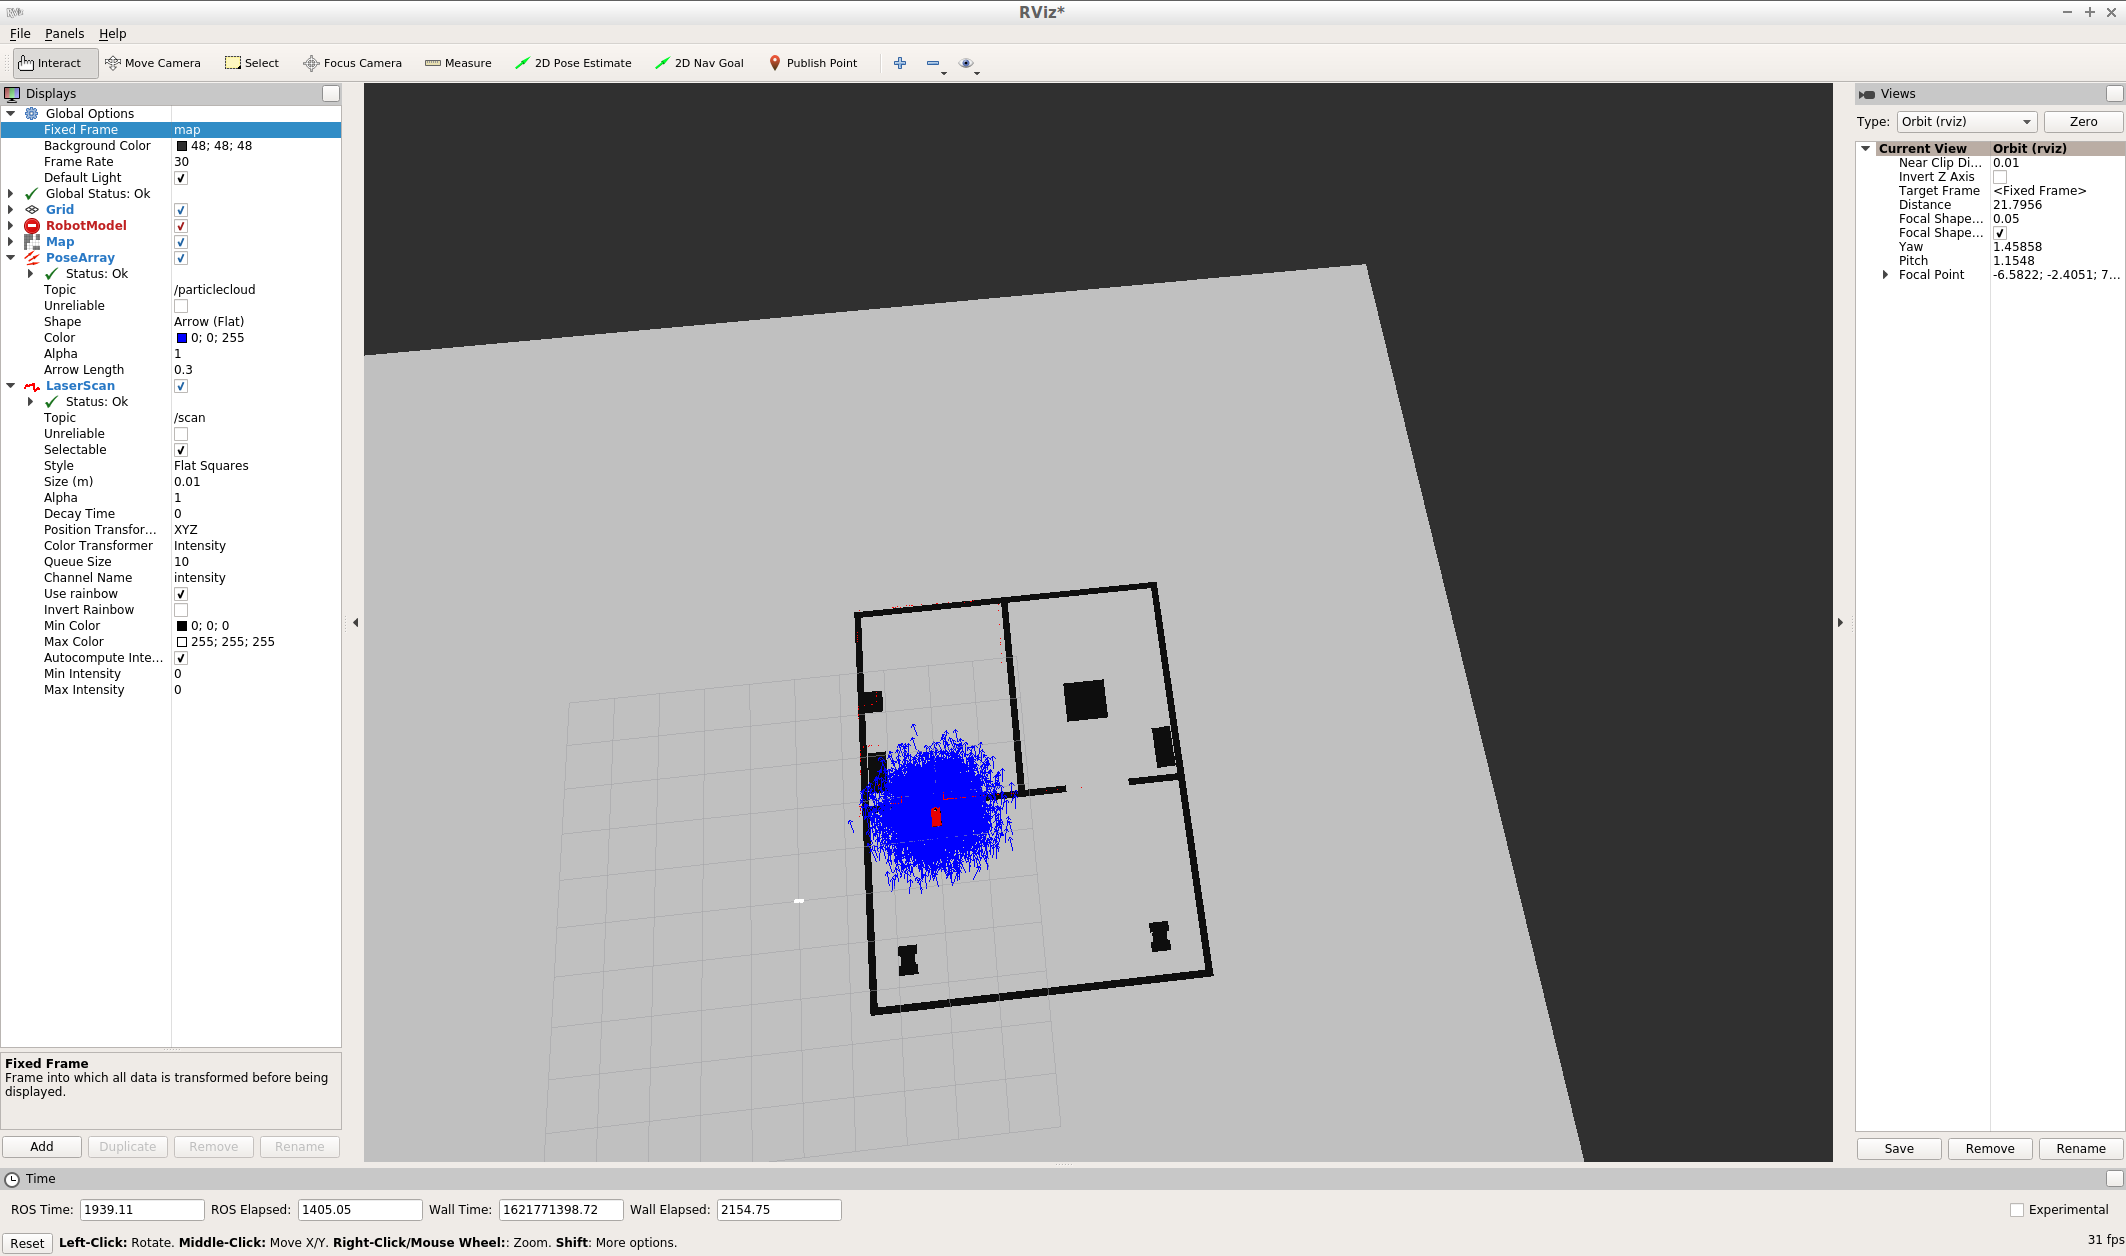 RViz*
File Panels Help
Interact Move Camera Select Focus Camera Measure 2D Pose Estimate 2D Nav Goal Publish Point
Displays
Global Options
Fixed Frame map
Background Color 48; 48; 48
Frame Rate 30
Default Light
Global Status: Ok
Grid
RobotModel
Map
PoseArray
Status: Ok
Topic /particlecloud
Unreliable
Shape Arrow (Flat)
Color 0; 0; 255
Alpha 1
Arrow Length 0.3
LaserScan
Status: Ok
Topic /scan
Unreliable
Selectable
Style Flat Squares
Size (m) 0.01
Alpha 1
Decay Time 0
Position Transfor... XYZ
Color Transformer Intensity
Queue Size 10
Channel Name intensity
Use rainbow
Invert Rainbow
Min Color 0; 0; 0
Max Color 255; 255; 255
Autocompute Inte...
Min Intensity 0
Max Intensity 0
Fixed Frame
Frame into which all data is transformed before being
displayed.
Add Duplicate Remove Rename
Views
Type: Orbit (rviz) Zero
Current View Orbit (rviz)
Near Clip Di... 0.01
Invert Z Axis
Target Frame <Fixed Frame>
Distance 21.7956
Focal Shape... 0.05
Focal Shape...
Yaw 1.45858
Pitch 1.1548
Focal Point -6.5822; -2.4051; 7...
Save Remove Rename
Time
ROS Time: 1939.11 ROS Elapsed: 1405.05 Wall Time: 1621771398.72 Wall Elapsed: 2154.75 Experimental
Reset Left-Click: Rotate. Middle-Click: Move X/Y. Right-Click/Mouse Wheel:: Zoom. Shift: More options. 31 fps